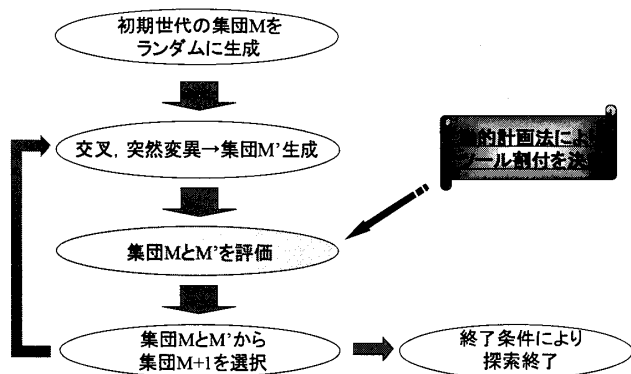 初期世代の集団Mを
ランダムに生成
交叉, 突然変異→集団M'生成
的計画法によ
ツール割付を決
集団MとM'を評価
集団MとM'から
集団M+1を選択
終了条件により
探索終了